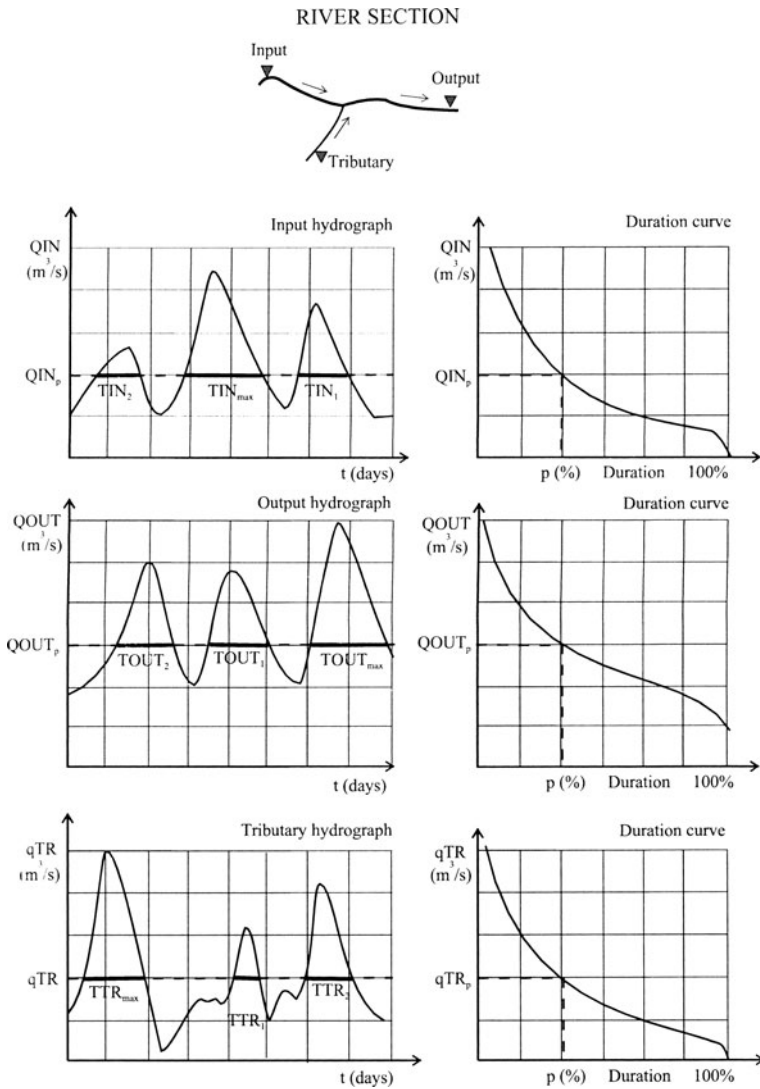 RIVER SECTION
Input
Output
Tributary
Input hydrograph
QIN
(m³/s)
QINₚ
TIN₂
TINmax
TIN₁
t (days)
Duration curve
QIN
(m³/s)
QINₚ
p (%) Duration 100%
Output hydrograph
QOUT
(m³/s)
QOUTₚ
TOUT₂
TOUT₁
TOUTmax
t (days)
Duration curve
QOUT
(m³/s)
QOUTₚ
p (%) Duration 100%
Tributary hydrograph
qTR
(m³/s)
qTR
TTRmax
TTR₁
TTR₂
t (days)
Duration curve
qTR
(m³/s)
qTRₚ
p (%) Duration 100%